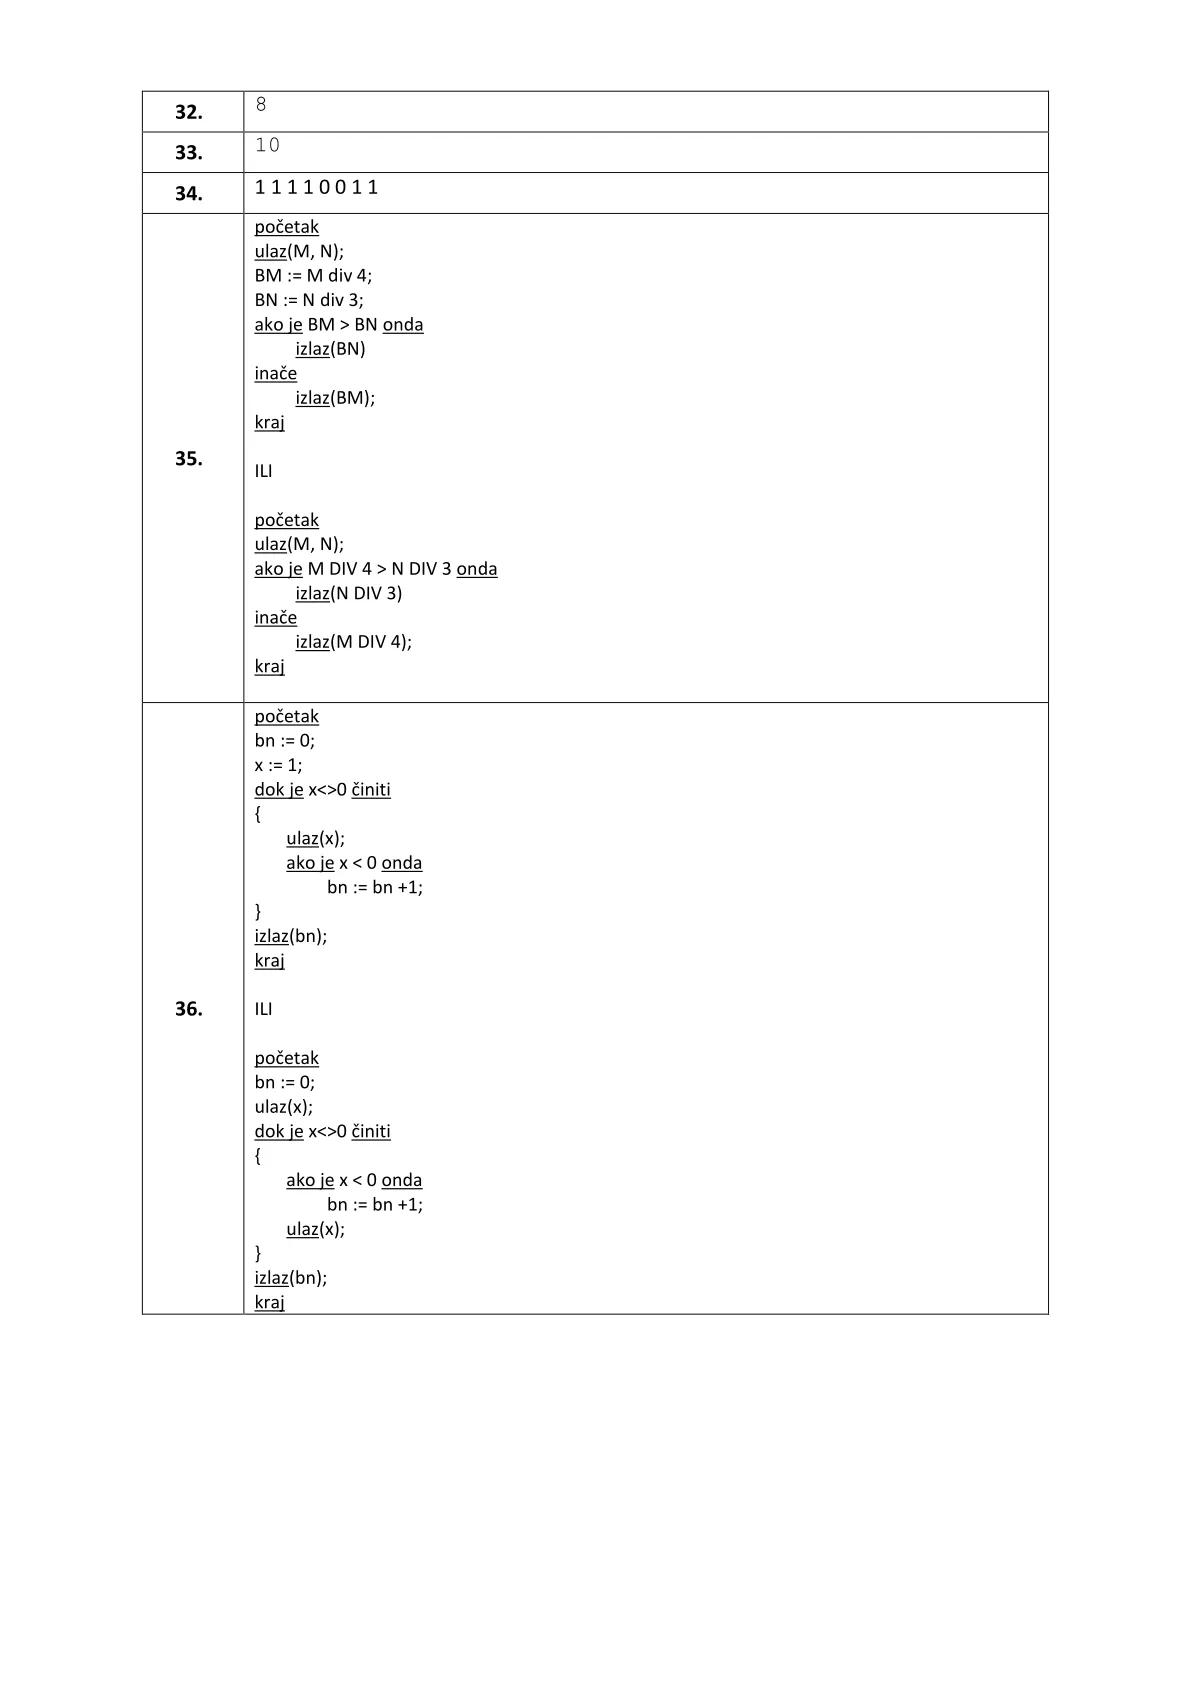 32.
8
33.
10
34.
1 1 1 1 0 0 1 1
35.
početak
ulaz(M, N);
BM := M div 4;
BN := N div 3;
ako je BM > BN onda
izlaz(BN)
inače
izlaz(BM);
kraj
ILI
početak
ulaz(M, N);
ako je M DIV 4 > N DIV 3 onda
izlaz(N DIV 3)
inače
izlaz(M DIV 4);
kraj
36.
početak
bn := 0;
x := 1;
dok je x<>0 činiti
{
ulaz(x);
ako je x < 0 onda
bn := bn +1;
}
izlaz(bn);
kraj
ILI
početak
bn := 0;
ulaz(x);
dok je x<>0 činiti
{
ako je x < 0 onda
bn := bn +1;
ulaz(x);
}
izlaz(bn);
kraj